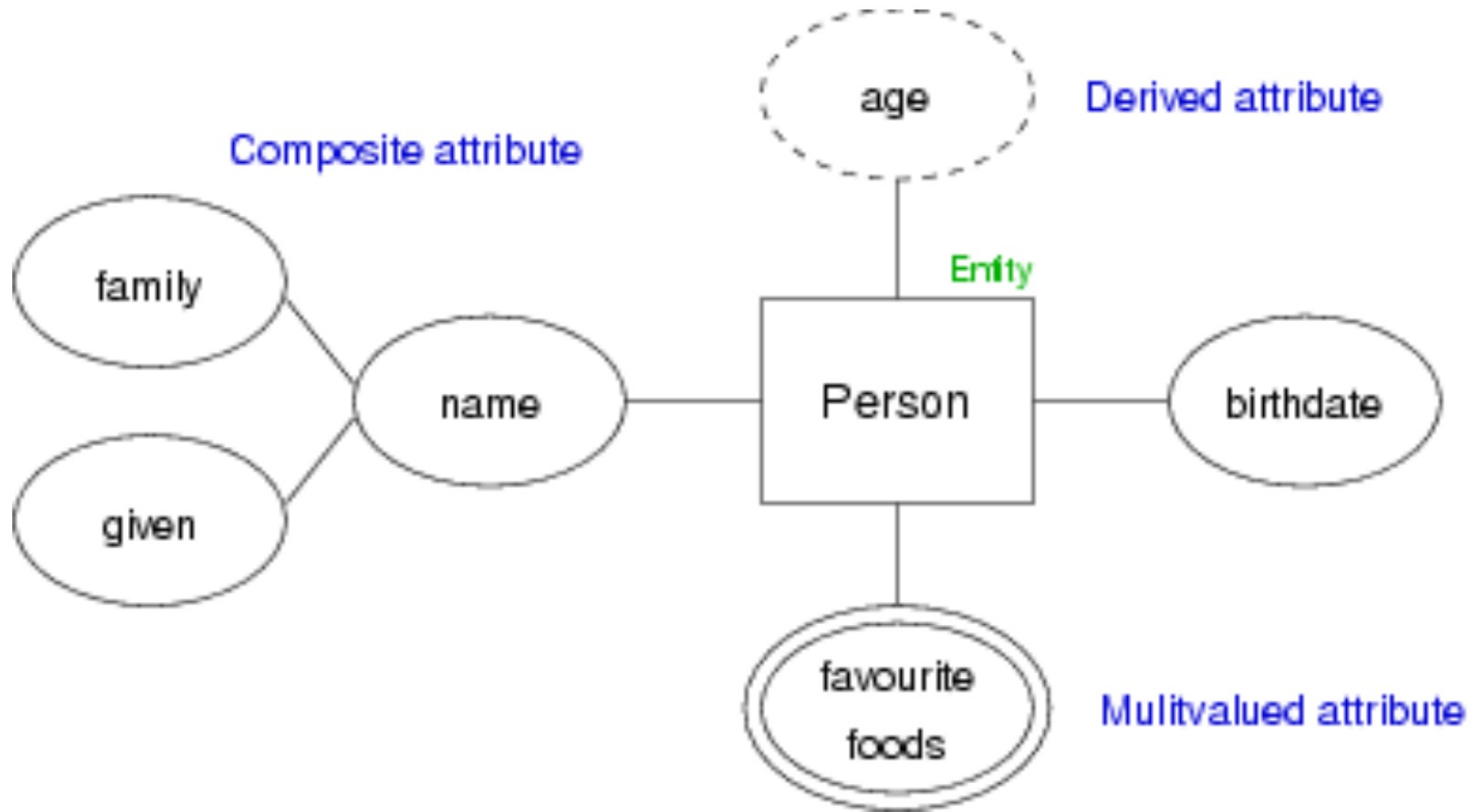 age
Derived attribute
Composite attribute
family
Entity
name
Person
birthdate
given
favourite
foods
Mulitvalued attribute